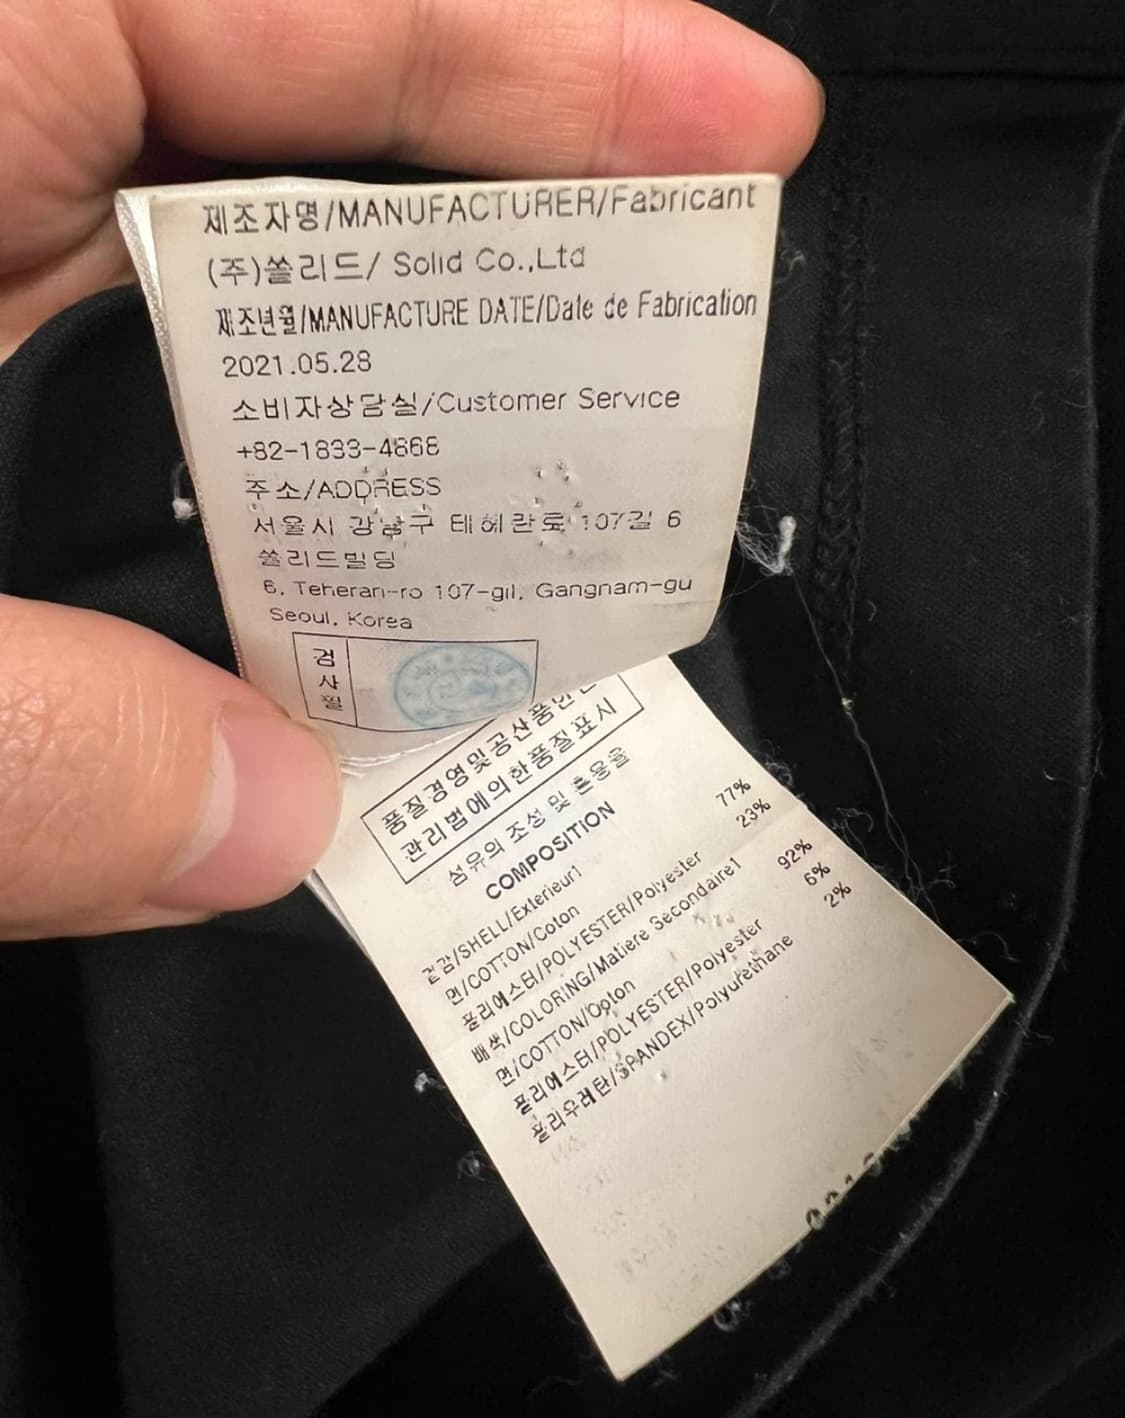 제조자명/MANUFACTURER/Fabricant
(주)쏠리드/ Solid Co.,Ltd
제조년월/MANUFACTURE DATE/Date de Fabrication
2021.05.28
소비자상담실/Customer Service
+82-1833-4868
주소/ADDRESS
서울시 강남구 테헤란로 107길 6
쏠리드빌딩
6, Teheran-ro 107-gil, Gangnam-gu
Seoul, Korea
검사필
품질경영및공산품안전
관리법에의한품질표시
섬유의 조성 및 혼용율
COMPOSITION
겉감/SHELL/Exterieur1
면/COTTON/Coton 77%
폴리에스터/POLYESTER/Polyester 23%
배색/COLORING/Matiere Secondaire1
면/COTTON/Coton 92%
폴리에스터/POLYESTER/Polyester 6%
폴리우레탄/SPANDEX/Polyurethane 2%